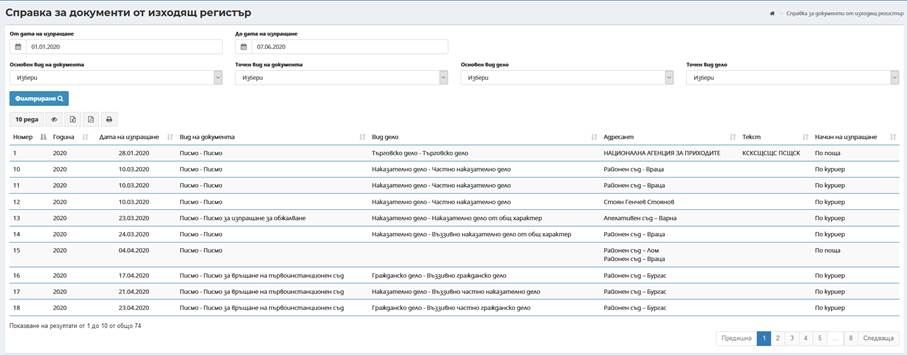 Справка за документи от изходящ регистър
Справка за документи от изходящ регистър
От дата на изпращане До дата на изпращане
01.01.2020 07.06.2020
Основен вид на документа Точен вид на документа Основен вид дело Точен вид дело
Избери Избери Избери Избери
Филтриране
10 реда
Номер Година Дата на изпращане Вид на документа Вид дело Адресант Текст Начин на изпращане
1 2020 28.01.2020 Писмо - Писмо Търговско дело - Търговско дело НАЦИОНАЛНА АГЕНЦИЯ ЗА ПРИХОДИТЕ КСКСЩСЩС ПСЩСК По поща
10 2020 10.03.2020 Писмо - Писмо Наказателно дело - Частно наказателно дело Районен съд - Враца По куриер
11 2020 10.03.2020 Писмо - Писмо Наказателно дело - Частно наказателно дело Районен съд – Враца По куриер
12 2020 10.03.2020 Писмо - Писмо Наказателно дело - Частно наказателно дело Стоян Генчев Стоянов По куриер
13 2020 23.03.2020 Писмо - Писмо за изпращане за обжалване Наказателно дело - Наказателно дело от общ характер Апелативен съд – Варна По куриер
14 2020 24.03.2020 Писмо - Писмо Наказателно дело - Въззивно наказателно дело от общ характер Районен съд – Враца По куриер
15 2020 04.04.2020 Писмо - Писмо Районен съд – Лом По поща
Районен съд – Враца
16 2020 17.04.2020 Писмо - Писмо за връщане на първоинстанционен съд Гражданско дело - Въззивно гражданско дело Районен съд – Бургас По куриер
17 2020 21.04.2020 Писмо - Писмо за връщане на първоинстанционен съд Наказателно дело - Въззивно частно наказателно дело Районен съд – Бургас По куриер
18 2020 23.04.2020 Писмо - Писмо за връщане на първоинстанционен съд Гражданско дело - Въззивно частно гражданско дело Районен съд – Бургас По куриер
Показване на резултати от 1 до 10 от общо 74
Предишна 1 2 3 4 5 ... 8 Следваща